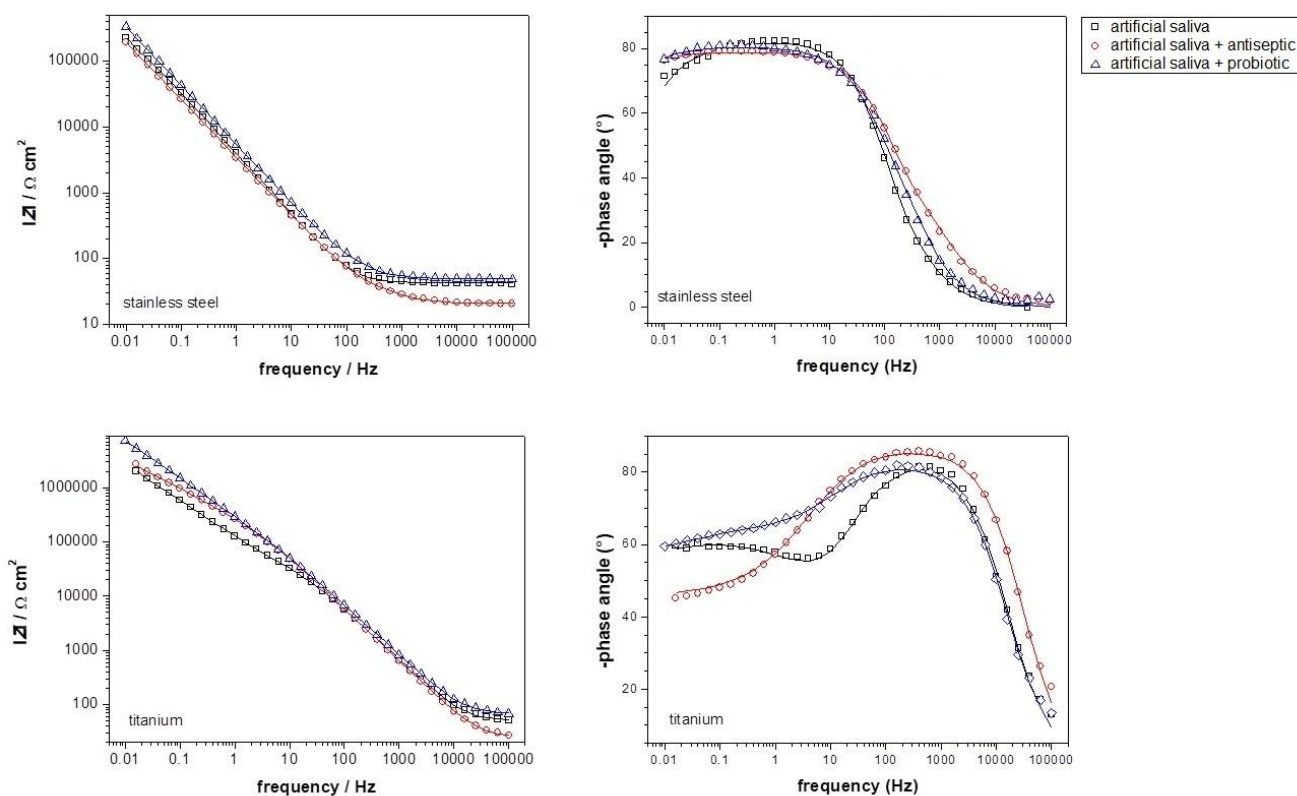 artificial saliva
artificial saliva + antiseptic
artificial saliva + probiotic
100000
10000
1000
100
10
|Z| / Ω cm²
stainless steel
0.01 0.1 1 10 100 1000 10000 100000
frequency / Hz
80
60
40
20
0
-phase angle (°)
stainless steel
0.01 0.1 1 10 100 1000 10000 100000
frequency (Hz)
1000000
100000
10000
1000
100
|Z| / Ω cm²
titanium
0.01 0.1 1 10 100 1000 10000 100000
frequency / Hz
80
60
40
20
-phase angle (°)
titanium
0.01 0.1 1 10 100 1000 10000 100000
frequency (Hz)